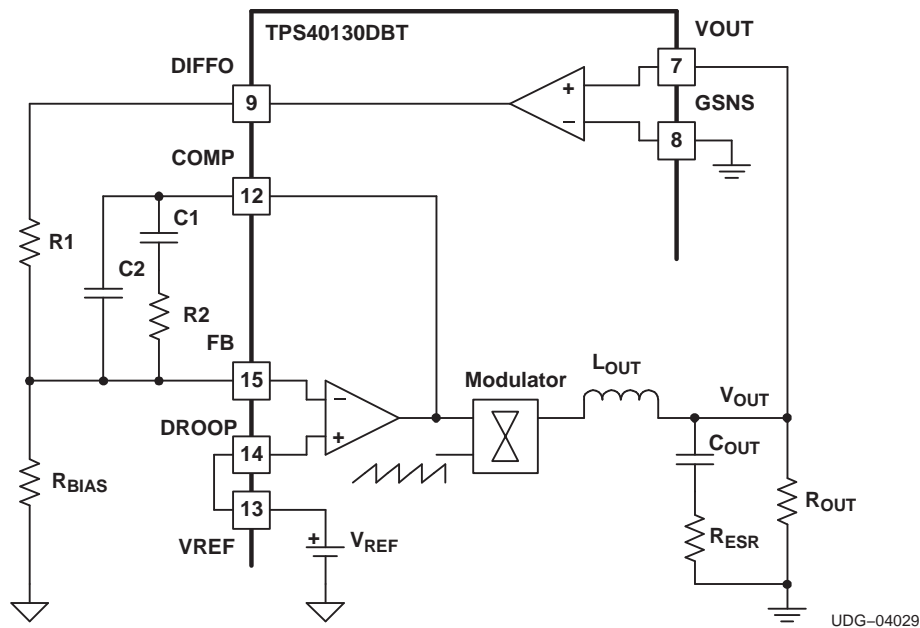 TPS40130DBT
VOUT
DIFFO
7
+
GSNS
9
−
8
COMP
12
C1
R1
C2
R2
FB
LOUT
15
Modulator
VOUT
−
DROOP
COUT
+
14
RBIAS
ROUT
13
+
VREF
RESR
VREF
UDG−04029